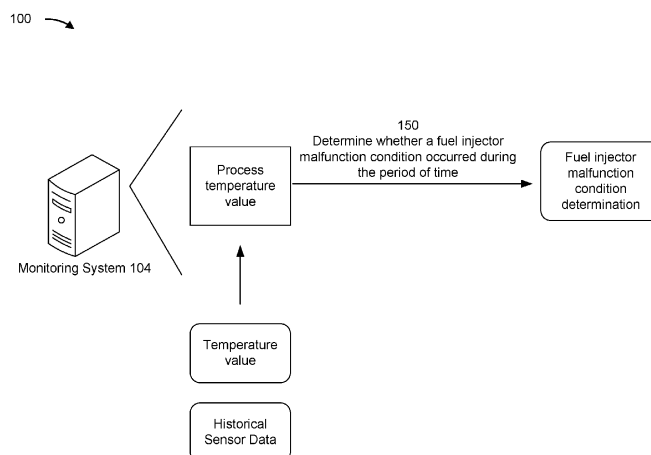 100
150
Determine whether a fuel injector
malfunction condition occurred during
the period of time
Process
temperature
value
Fuel injector
malfunction
condition
determination
Monitoring System 104
Temperature
value
Historical
Sensor Data